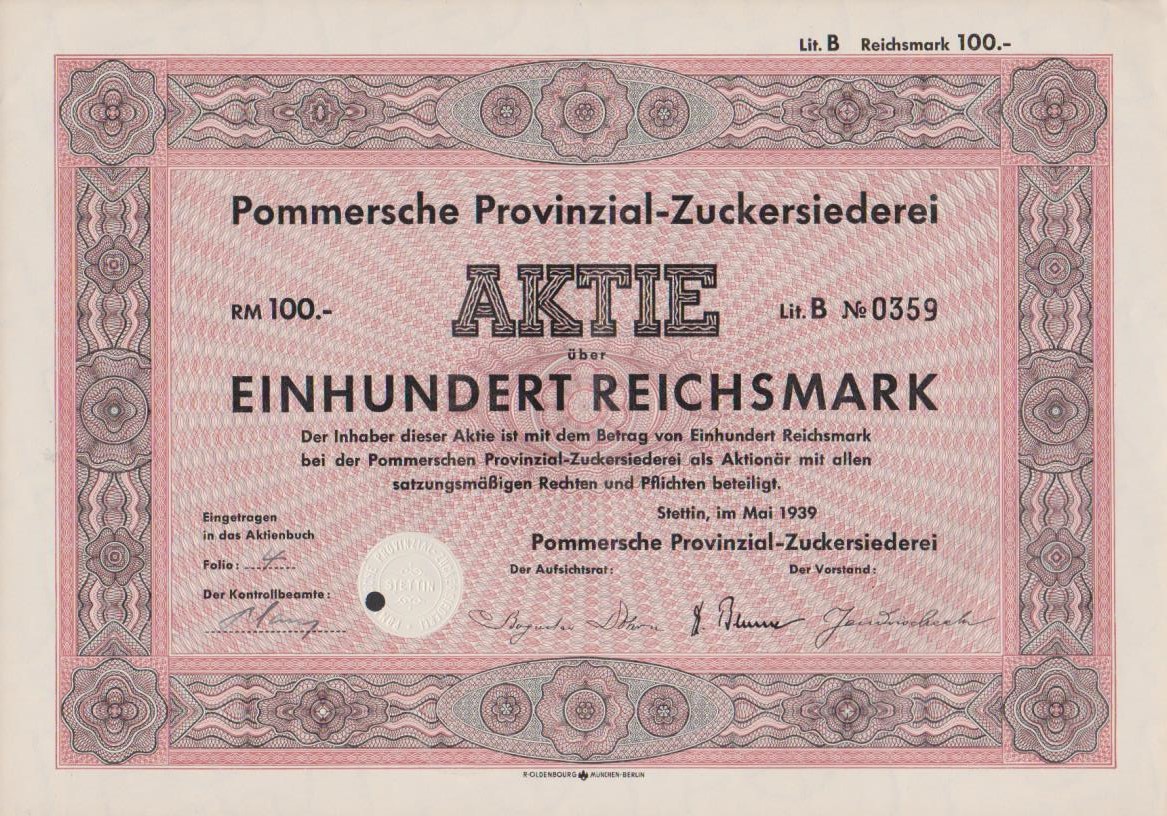 Lit. B Reichsmark 100.-
Pommersche Provinzial-Zuckersiederei
AKTIE
RM 100.- Lit. B № 0359
über
EINHUNDERT REICHSMARK
Der Inhaber dieser Aktie ist mit dem Betrag von Einhundert Reichsmark
bei der Pommerschen Provinzial-Zuckersiederei als Aktionär mit allen
satzungsmäßigen Rechten und Pflichten beteiligt.
Stettin, im Mai 1939
Eingetragen
in das Aktienbuch
Folio: 4
Der Kontrollbeamte:
STETTIN
Pommersche Provinzial-Zuckersiederei
Der Aufsichtsrat: Der Vorstand:
R·OLDENBOURG MÜNCHEN-BERLIN